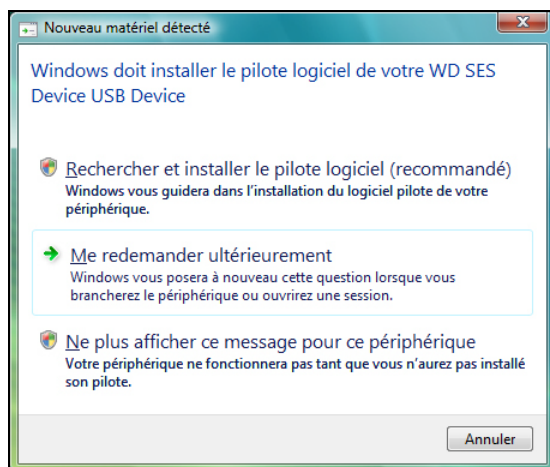 Nouveau matériel détecté
Windows doit installer le pilote logiciel de votre WD SES
Device USB Device
Rechercher et installer le pilote logiciel (recommandé)
Windows vous guidera dans l'installation du logiciel pilote de votre
périphérique.
Me redemander ultérieurement
Windows vous posera à nouveau cette question lorsque vous
brancherez le périphérique ou ouvrirez une session.
Ne plus afficher ce message pour ce périphérique
Votre périphérique ne fonctionnera pas tant que vous n'aurez pas installé
son pilote.
Annuler